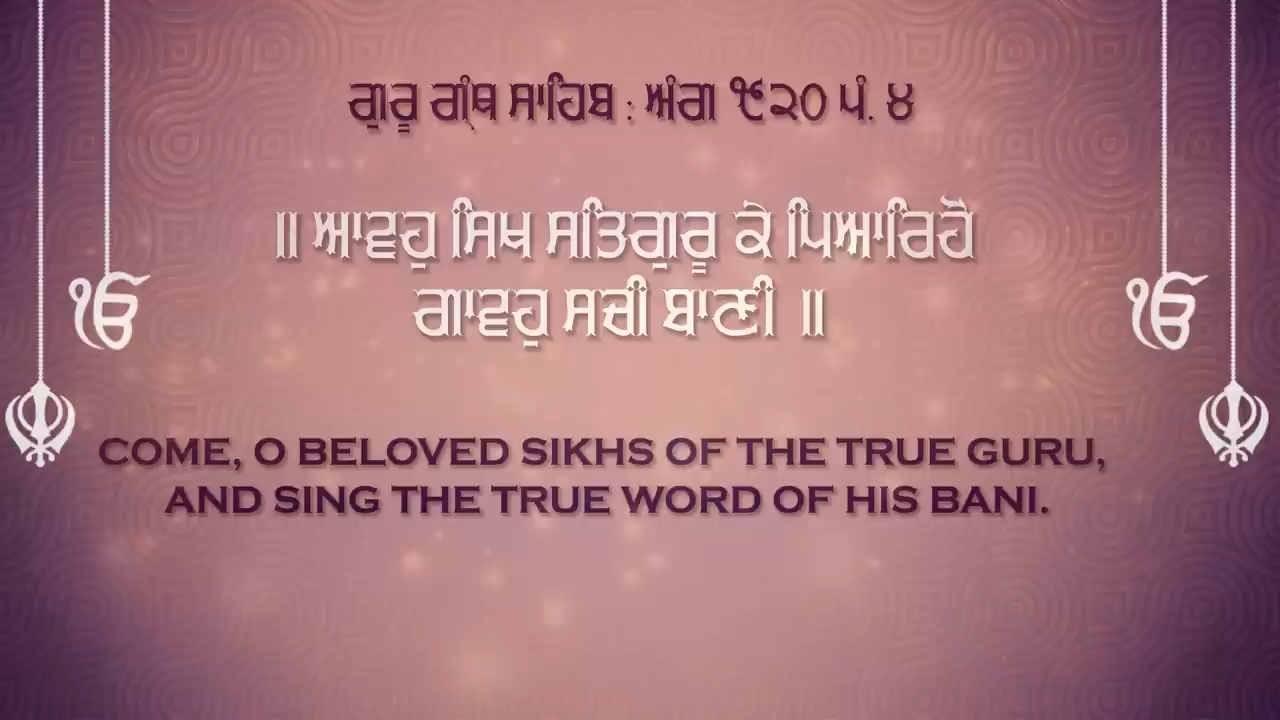 ਗੁਰੂ ਗ੍ਰੰਥ ਸਾਹਿਬ : ਅੰਗ ੯੨੦ ਪੰ. ੪
॥ ਆਵਹੁ ਸਿਖ ਸਤਿਗੁਰੂ ਕੇ ਪਿਆਰਿਹੋ
ਗਾਵਹੁ ਸਚੀ ਬਾਣੀ ॥
ੴ
ੴ
COME, O BELOVED SIKHS OF THE TRUE GURU,
AND SING THE TRUE WORD OF HIS BANI.